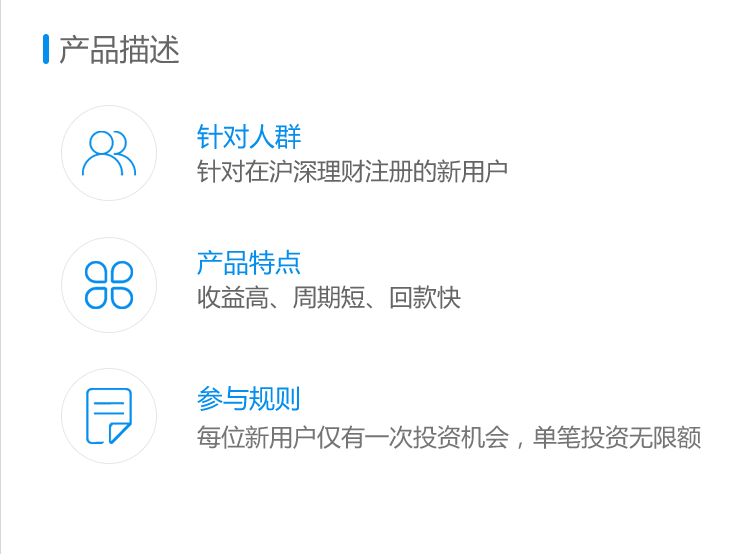 产品描述
针对人群
针对在沪深理财注册的新用户
产品特点
收益高、周期短、回款快
参与规则
每位新用户仅有一次投资机会，单笔投资无限额